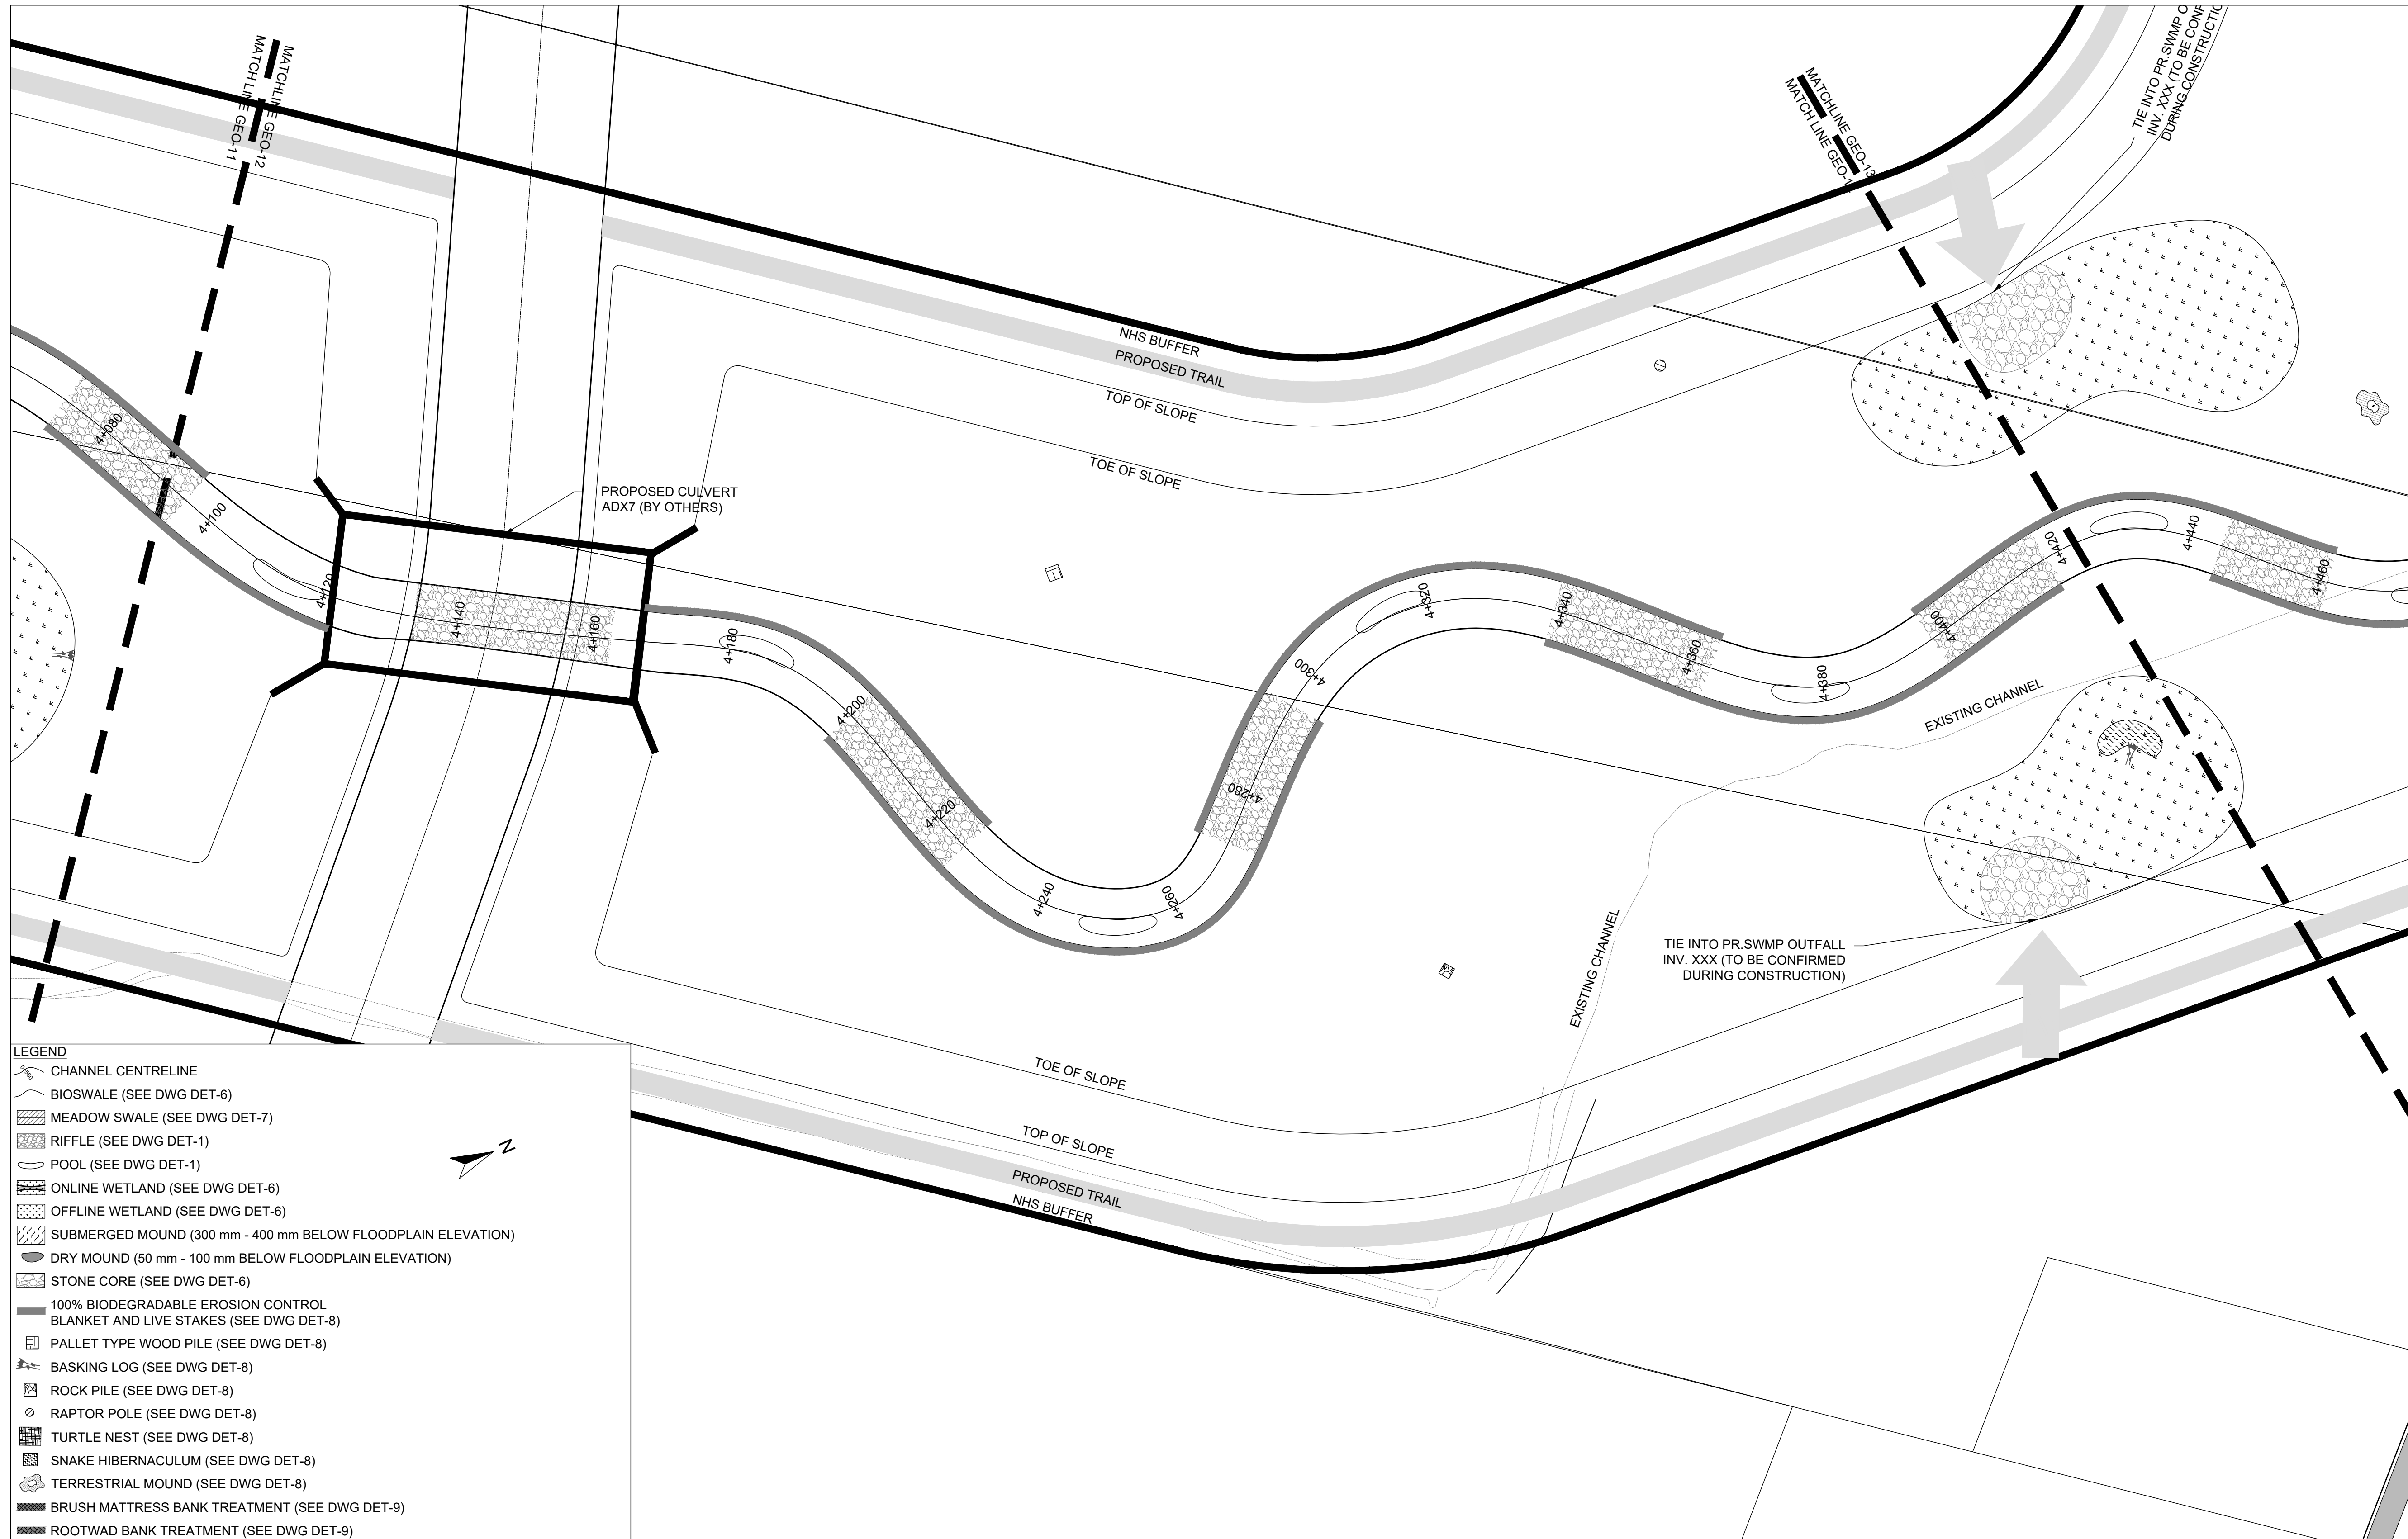 MATCHLINE GEO-12
MATCH LINE GEO-11
MATCHLINE GEO-13
TIE INTO PR.SWMP
INV. XXX (TO BE
DURING
NHS BUFFER
PROPOSED TRAIL
TOP OF SLOPE
TOE OF SLOPE
PROPOSED CULVERT
ADX7 (BY OTHERS)
4+080
4+100
4+120
4+140
4+160
4+180
4+200
4+220
4+240
4+260
4+280
4+300
4+320
4+340
4+360
4+380
4+400
4+420
4+440
4+460
EXISTING CHANNEL
EXISTING CHANNEL
TIE INTO PR.SWMP OUTFALL
INV. XXX (TO BE CONFIRMED
DURING CONSTRUCTION)
TOE OF SLOPE
TOP OF SLOPE
PROPOSED TRAIL
NHS BUFFER
N
LEGEND
CHANNEL CENTRELINE
BIOSWALE (SEE DWG DET-6)
MEADOW SWALE (SEE DWG DET-7)
RIFFLE (SEE DWG DET-1)
POOL (SEE DWG DET-1)
ONLINE WETLAND (SEE DWG DET-6)
OFFLINE WETLAND (SEE DWG DET-6)
SUBMERGED MOUND (300 mm - 400 mm BELOW FLOODPLAIN ELEVATION)
DRY MOUND (50 mm - 100 mm BELOW FLOODPLAIN ELEVATION)
STONE CORE (SEE DWG DET-6)
100% BIODEGRADABLE EROSION CONTROL
BLANKET AND LIVE STAKES (SEE DWG DET-8)
PALLET TYPE WOOD PILE (SEE DWG DET-8)
BASKING LOG (SEE DWG DET-8)
ROCK PILE (SEE DWG DET-8)
RAPTOR POLE (SEE DWG DET-8)
TURTLE NEST (SEE DWG DET-8)
SNAKE HIBERNACULUM (SEE DWG DET-8)
TERRESTRIAL MOUND (SEE DWG DET-8)
BRUSH MATTRESS BANK TREATMENT (SEE DWG DET-9)
ROOTWAD BANK TREATMENT (SEE DWG DET-9)